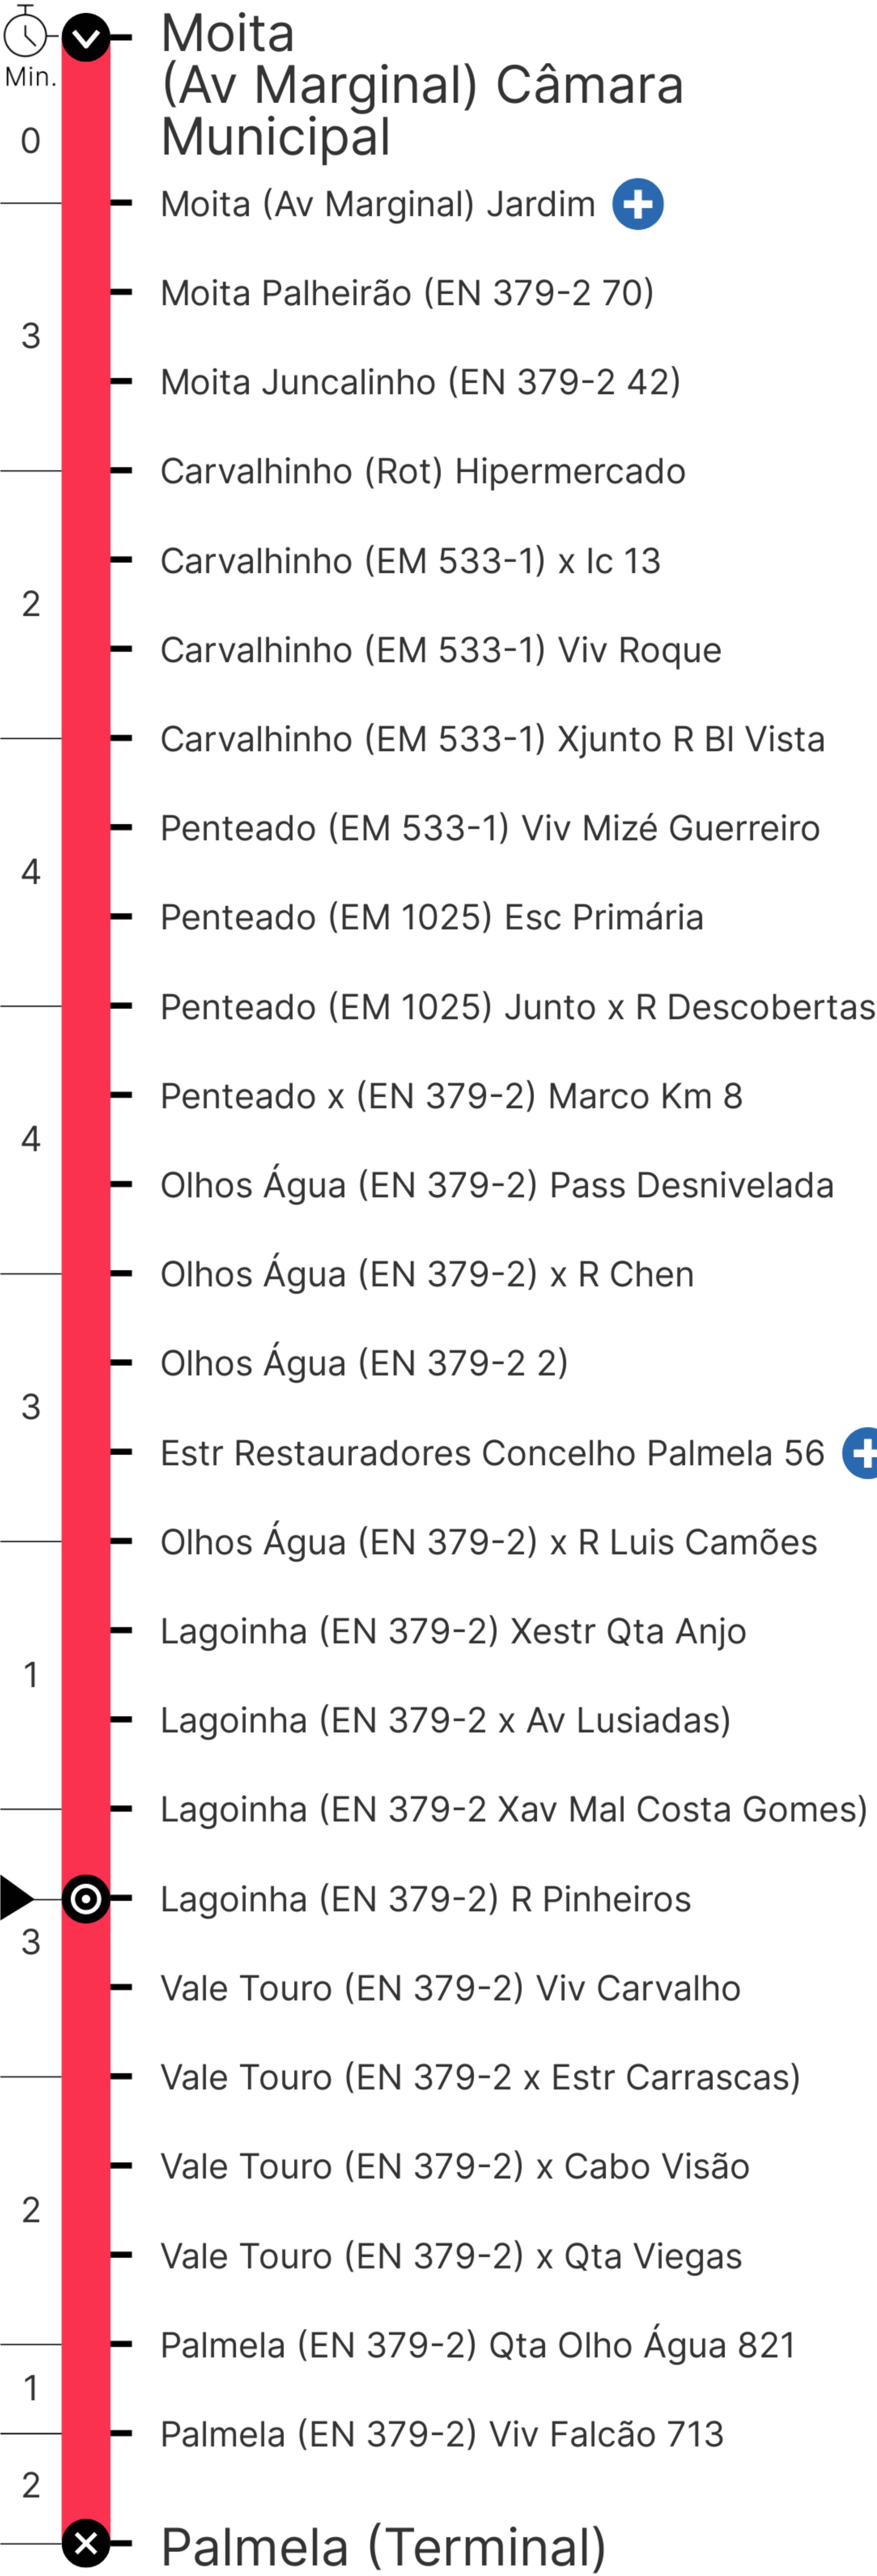 Min.
Moita
(Av Marginal) Câmara
Municipal
0
Moita (Av Marginal) Jardim
Moita Palheirão (EN 379-2 70)
3
Moita Juncalinho (EN 379-2 42)
Carvalhinho (Rot) Hipermercado
Carvalhinho (EM 533-1) x Ic 13
2
Carvalhinho (EM 533-1) Viv Roque
Carvalhinho (EM 533-1) Xjunto R Bl Vista
Penteado (EM 533-1) Viv Mizé Guerreiro
4
Penteado (EM 1025) Esc Primária
Penteado (EM 1025) Junto x R Descobertas
Penteado x (EN 379-2) Marco Km 8
4
Olhos Água (EN 379-2) Pass Desnivelada
Olhos Água (EN 379-2) x R Chen
Olhos Água (EN 379-2 2)
3
Estr Restauradores Concelho Palmela 56
Olhos Água (EN 379-2) x R Luis Camões
Lagoinha (EN 379-2) Xestr Qta Anjo
1
Lagoinha (EN 379-2 x Av Lusiadas)
Lagoinha (EN 379-2 Xav Mal Costa Gomes)
Lagoinha (EN 379-2) R Pinheiros
3
Vale Touro (EN 379-2) Viv Carvalho
Vale Touro (EN 379-2 x Estr Carrascas)
Vale Touro (EN 379-2) x Cabo Visão
2
Vale Touro (EN 379-2) x Qta Viegas
Palmela (EN 379-2) Qta Olho Água 821
1
Palmela (EN 379-2) Viv Falcão 713
2
Palmela (Terminal)